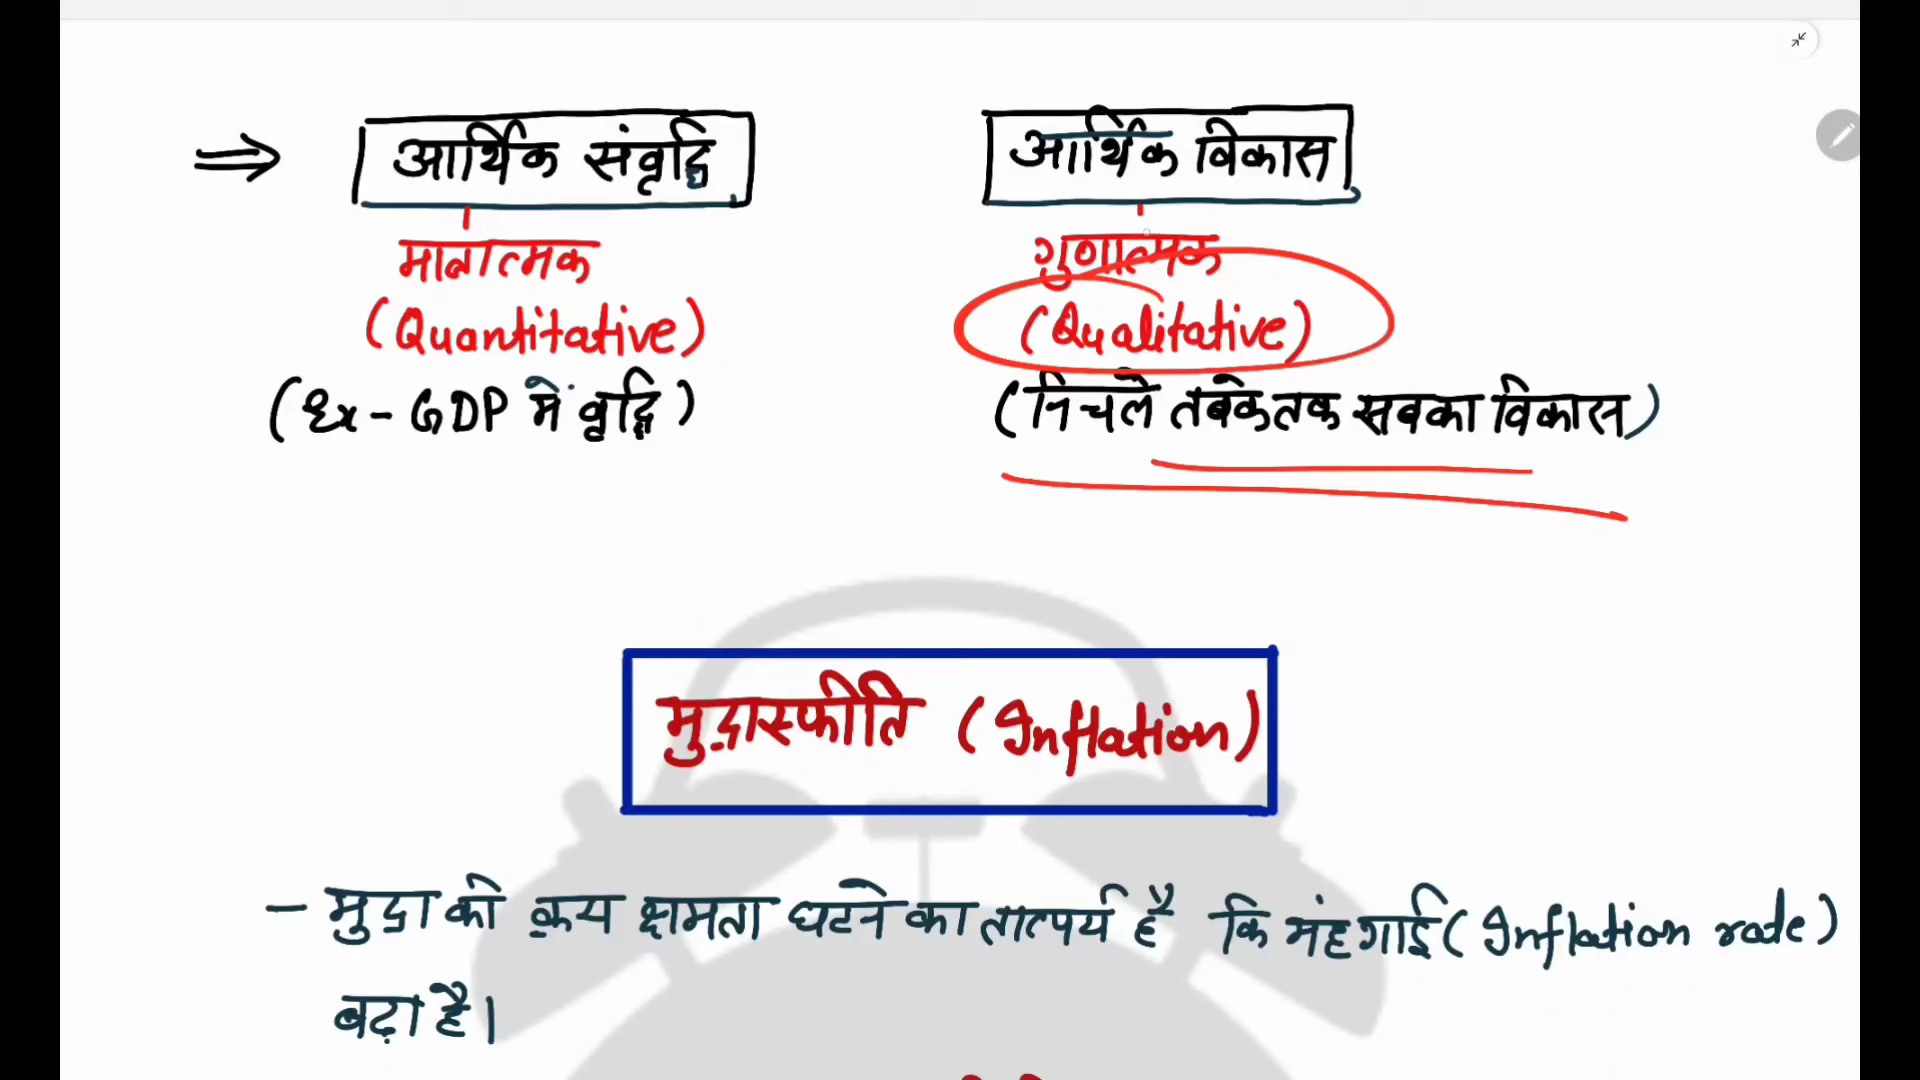 ⇒ आर्थिक संवृद्धि आर्थिक विकास
मात्रात्मक गुणात्मक
(Quantitative) (Qualitative)
(Ex - GDP में वृद्धि) (निचले तबके तक सबका विकास)
मुद्रास्फीति (Inflation)
- मुद्रा की क्रय क्षमता घटने का तात्पर्य है कि मंहगाई (Inflation rate)
बढ़ा है।